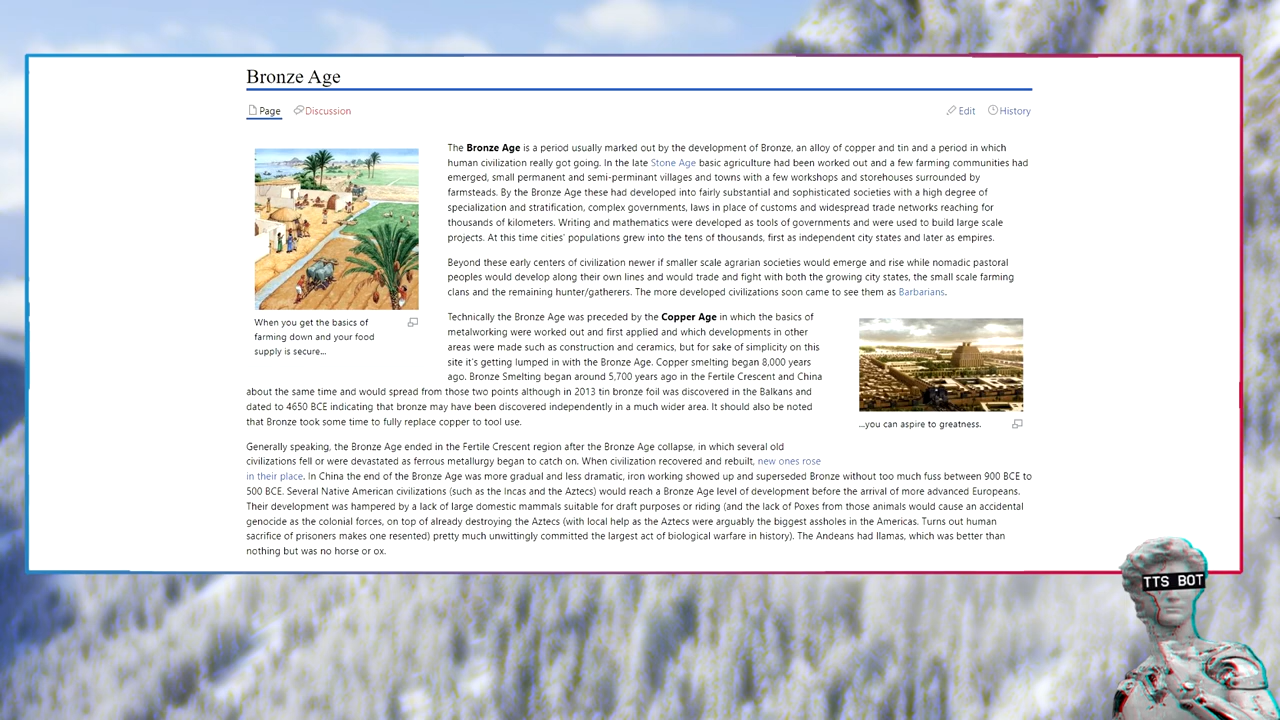 Bronze Age
Page
Discussion
Edit
History
The Bronze Age is a period usually marked out by the development of Bronze, an alloy of copper and tin and a period in which
human civilization really got going. In the late Stone Age basic agriculture had been worked out and a few farming communities had
emerged, small permanent and semi-perminant villages and towns with a few workshops and storehouses surrounded by
farmsteads. By the Bronze Age these had developed into fairly substantial and sophisticated societies with a high degree of
specialization and stratification, complex governments, laws in place of customs and widespread trade networks reaching for
thousands of kilometers. Writing and mathematics were developed as tools of governments and were used to build large scale
projects. At this time cities' populations grew into the tens of thousands, first as independent city states and later as empires.
When you get the basics of
farming down and your food
supply is secure...
Beyond these early centers of civilization newer if smaller scale agrarian societies would emerge and rise while nomadic pastoral
peoples would develop along their own lines and would trade and fight with both the growing city states, the small scale farming
clans and the remaining hunter/gatherers. The more developed civilizations soon came to see them as Barbarians.
Technically the Bronze Age was preceded by the Copper Age in which the basics of
metalworking were worked out and first applied and which developments in other
areas were made such as construction and ceramics, but for sake of simplicity on this
site it's getting lumped in with the Bronze Age. Copper smelting began 8,000 years
ago. Bronze Smelting began around 5,700 years ago in the Fertile Crescent and China
about the same time and would spread from those two points although in 2013 tin bronze foil was discovered in the Balkans and
dated to 4650 BCE indicating that bronze may have been discovered independently in a much wider area. It should also be noted
that Bronze took some time to fully replace copper to tool use.
...you can aspire to greatness.
Generally speaking, the Bronze Age ended in the Fertile Crescent region after the Bronze Age collapse, in which several old
civilizations fell or were devastated as ferrous metallurgy began to catch on. When civilization recovered and rebuilt, new ones rose
in their place. In China the end of the Bronze Age was more gradual and less dramatic, iron working showed up and superseded Bronze without too much fuss between 900 BCE to
500 BCE. Several Native American civilizations (such as the Incas and the Aztecs) would reach a Bronze Age level of development before the arrival of more advanced Europeans.
Their development was hampered by a lack of large domestic mammals suitable for draft purposes or riding (and the lack of Poxes from those animals would cause an accidental
genocide as the colonial forces, on top of already destroying the Aztecs (with local help as the Aztecs were arguably the biggest assholes in the Americas. Turns out human
sacrifice of prisoners makes one resented) pretty much unwittingly committed the largest act of biological warfare in history). The Andeans had llamas, which was better than
nothing but was no horse or ox.
TTS BOT